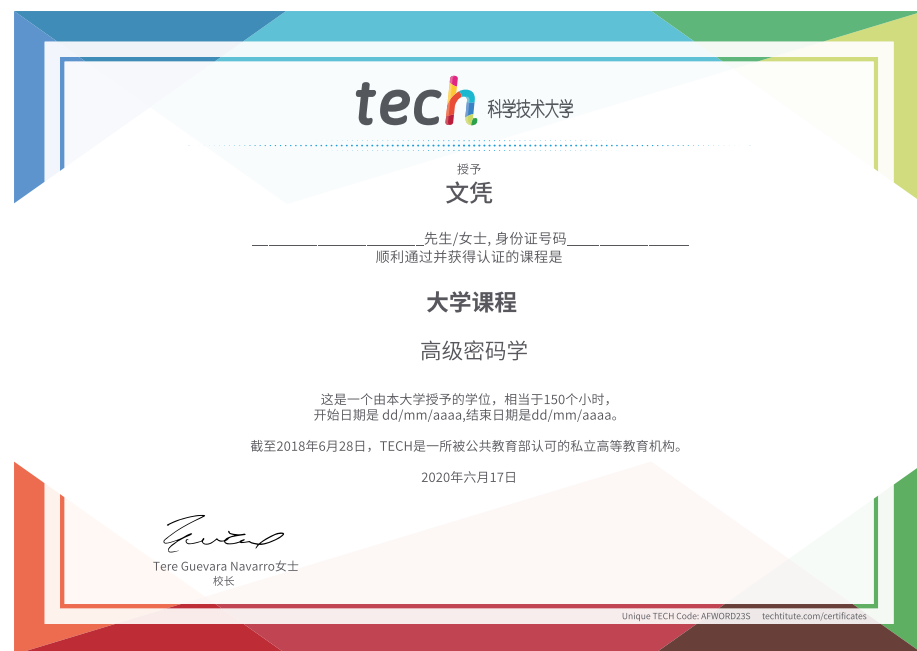 tech 科学技术大学
授予
文凭
__________________先生/女士, 身份证号码_____________
顺利通过并获得认证的课程是
大学课程
高级密码学
这是一个由本大学授予的学位，相当于150个小时，
开始日期是 dd/mm/aaaa,结束日期是dd/mm/aaaa。
截至2018年6月28日，TECH是一所被公共教育部认可的私立高等教育机构。
2020年六月17日
Tere Guevara Navarro女士
校长
Unique TECH Code: AFWORD23S techtitute.com/certificates